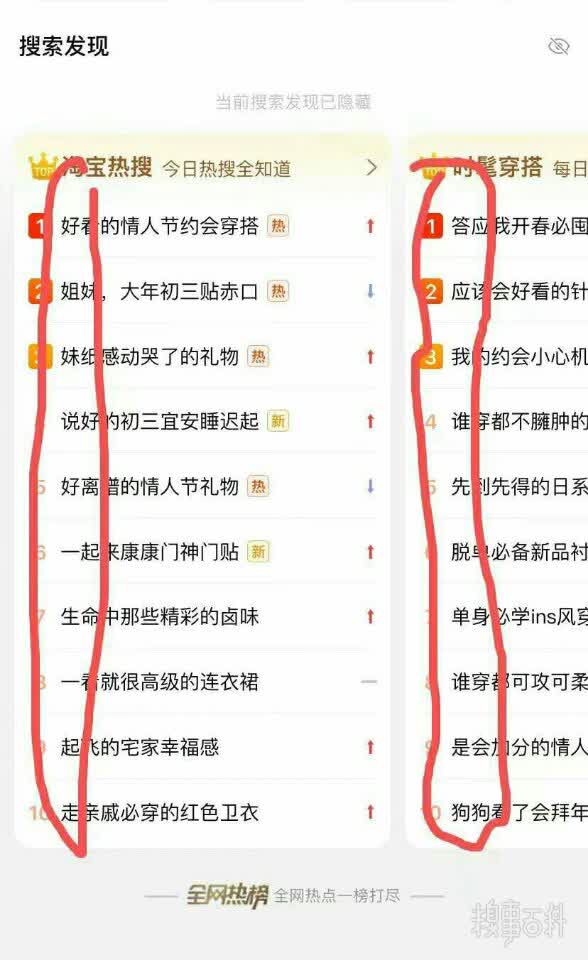 搜索发现
当前搜索发现已隐藏
TOP 淘宝热搜 今日热搜全知道
1 好看的情人节约会穿搭 热
2 姐妹，大年初三贴赤口 热
3 妹纸感动哭了的礼物 热
4 说好的初三宜安睡迟起 新
5 好离谱的情人节礼物 热
6 一起来康康门神门贴 新
7 生命中那些精彩的卤味
8 一看就很高级的连衣裙
9 起飞的宅家幸福感
10 走亲戚必穿的红色卫衣
TOP 时髦穿搭 每日
1 答应我开春必囤
2 应该会好看的针
3 我的约会小心机
4 谁穿都不臃肿的
5 先到先得的日系
6 脱单必备新品衬
7 单身必学ins风穿
8 谁穿都可攻可柔
9 是会加分的情人
10 狗狗看了会拜年
全网热榜 全网热点一榜打尽
糗事百科